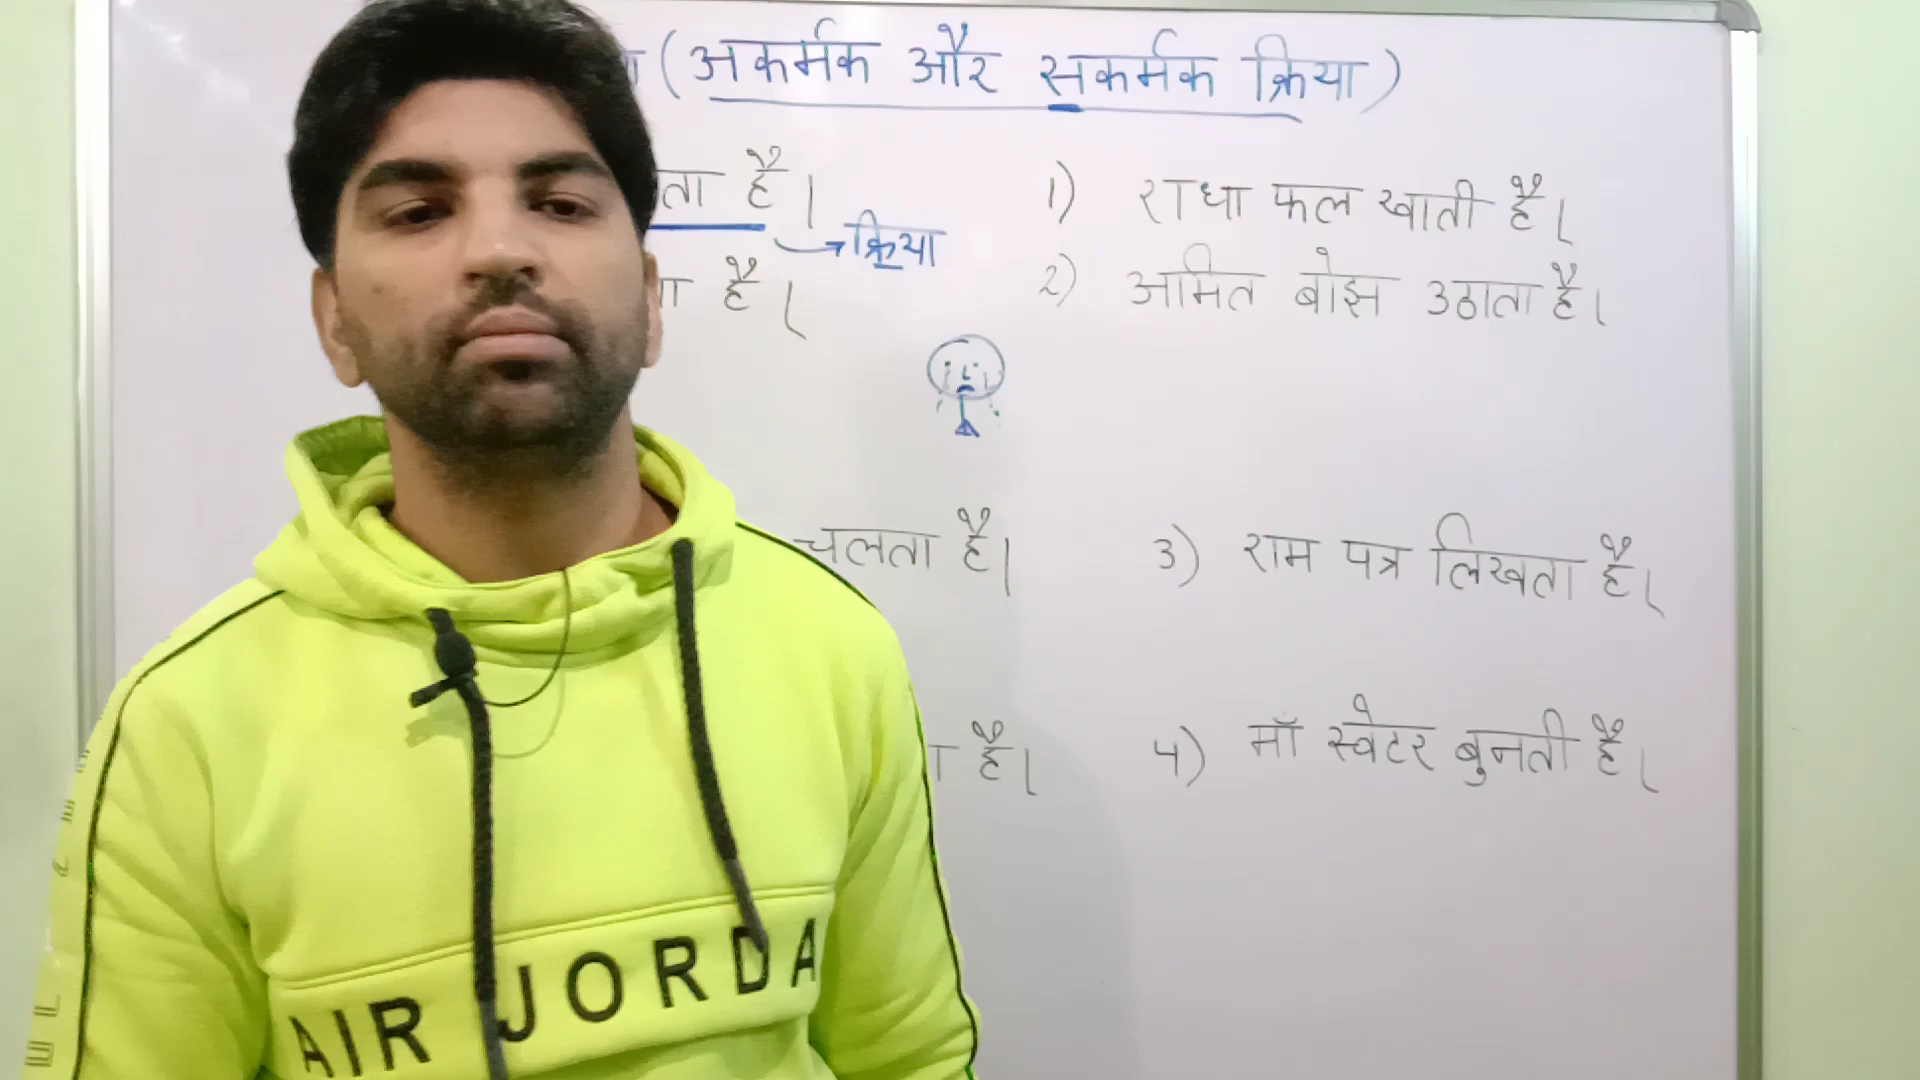 (अकर्मक और सकर्मक क्रिया)
ता है।
क्रिया
है।
चलता है।
है।
1) राधा फल खाती है।
2) अमित बोझ उठाता है।
3) राम पत्र लिखता है।
4) माँ स्वेटर बुनती है।
AIR JORDA